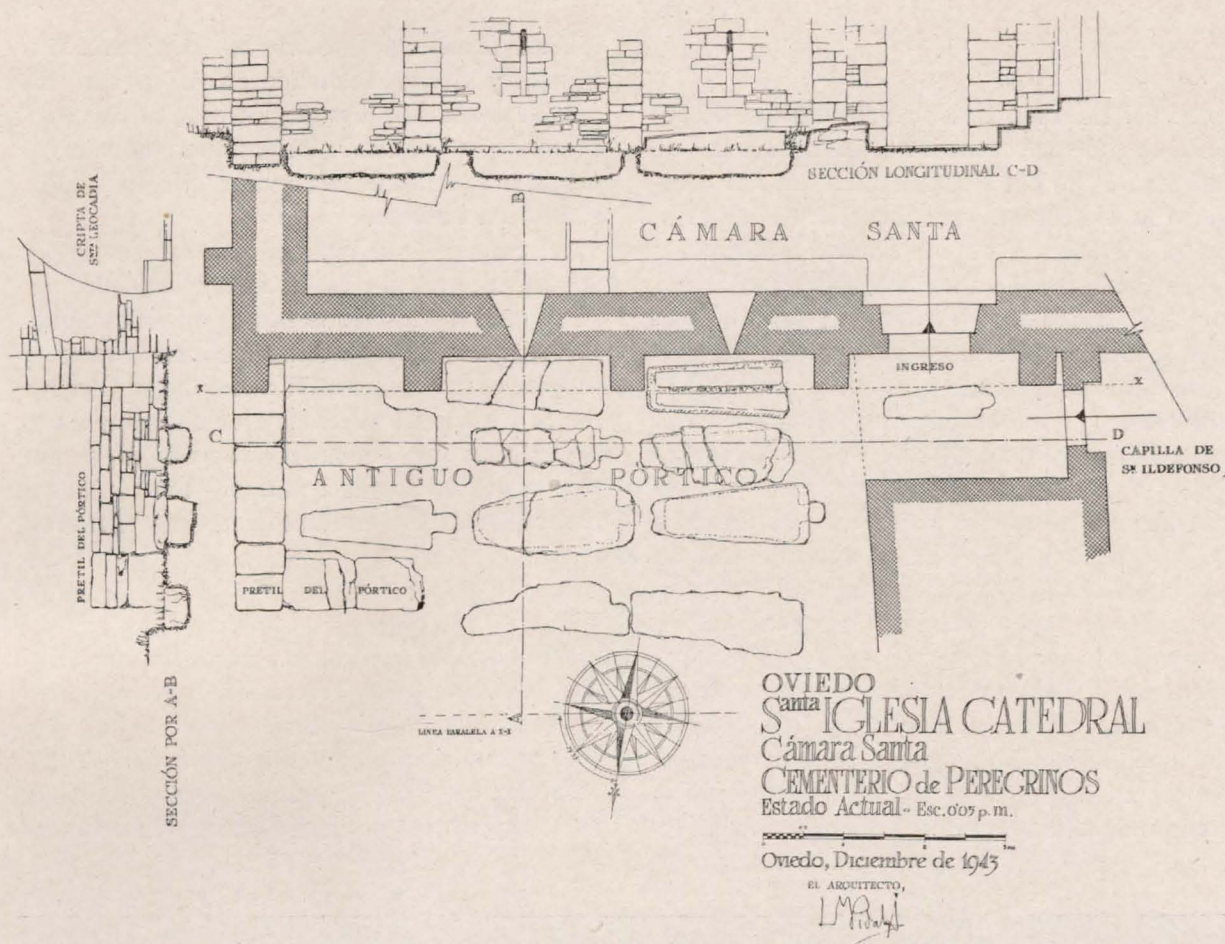 SECCIÓN LONGITUDINAL C-D
CRIPTA DE
Sᵀᴬ LEOCADIA
B
CÁMARA SANTA
INGRESO
X
X
C
D
CAPILLA DE
Sⁿ ILDEFONSO
ANTIGUO PÓRTICO
PRETIL DEL PÓRTICO
PRETIL DEL PÓRTICO
SECCIÓN POR A-B
A
LINEA PARALELA A X-X
OVIEDO
Santa IGLESIA CATEDRAL
Cámara Santa
CEMENTERIO de PEREGRINOS
Estado Actual - Esc. 0'05 p. m.
Oviedo, Diciembre de 1943
EL ARQUITECTO,